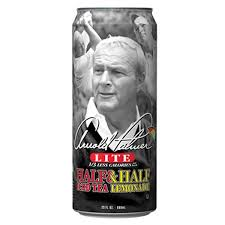 Arnold Palmer
LITE
HALF & HALF
ICED TEA LEMONADE